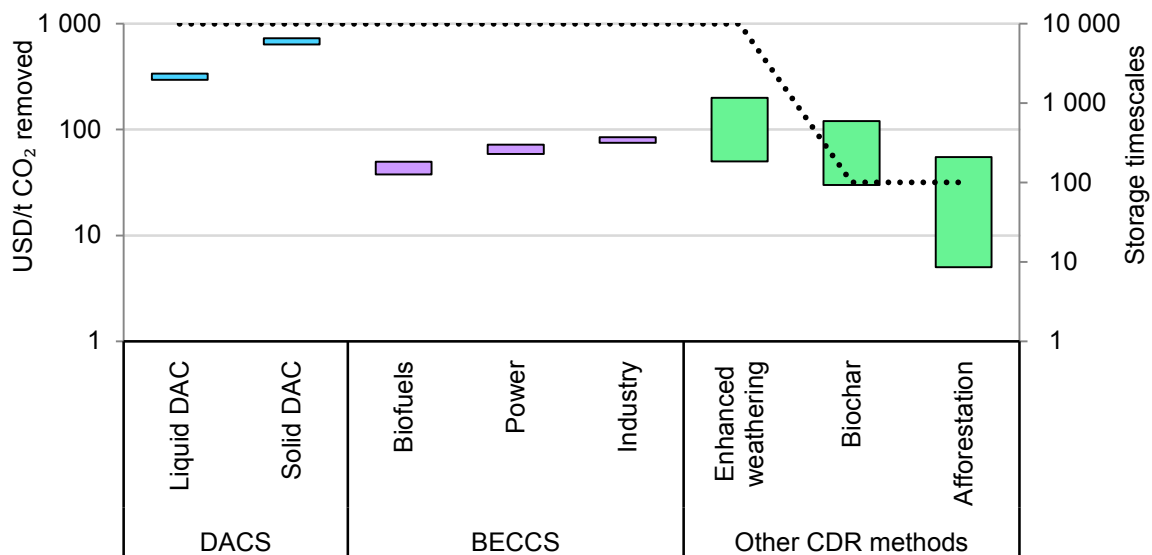 USD/t CO₂ removed
1 000
100
10
1
10 000
1 000
100
10
1
Storage timescales
Liquid DAC
Solid DAC
Biofuels
Power
Industry
Enhanced
weathering
Biochar
Afforestation
DACS
BECCS
Other CDR methods